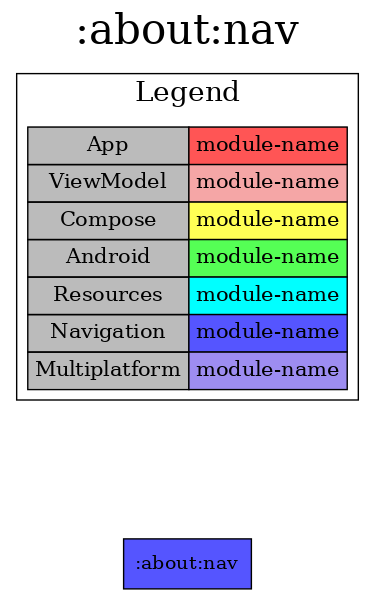 :about:nav
Legend
App module-name
ViewModel module-name
Compose module-name
Android module-name
Resources module-name
Navigation module-name
Multiplatform module-name
:about:nav